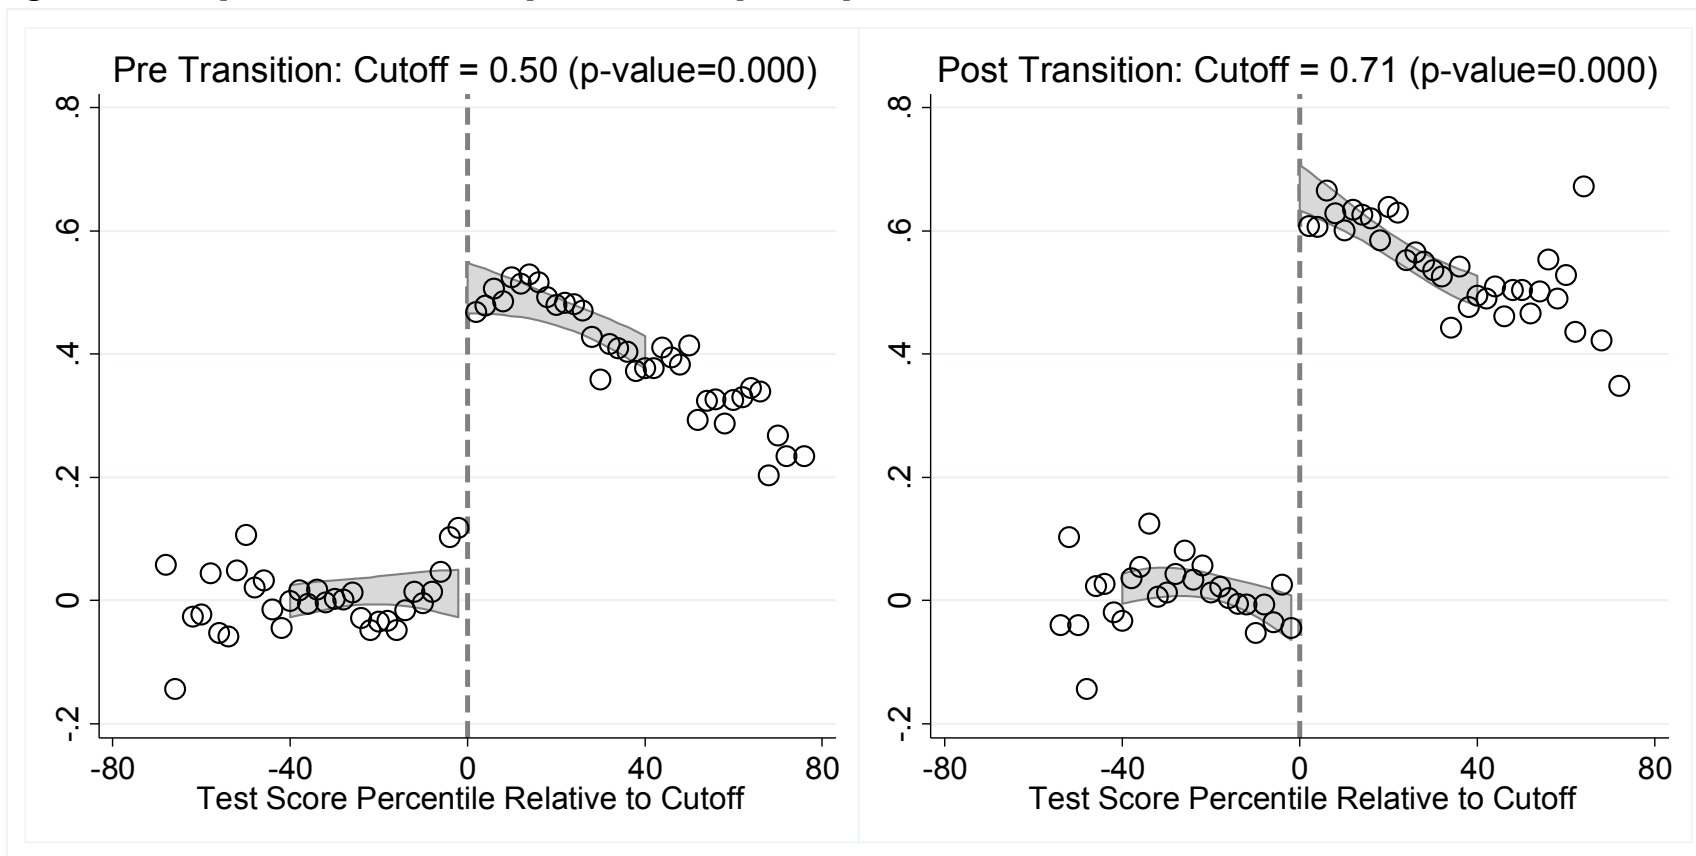 Pre Transition: Cutoff = 0.50 (p-value=0.000)
.8
.6
.4
.2
0
-.2
-80 -40 0 40 80
Test Score Percentile Relative to Cutoff
Post Transition: Cutoff = 0.71 (p-value=0.000)
.8
.6
.4
.2
0
-.2
-80 -40 0 40 80
Test Score Percentile Relative to Cutoff